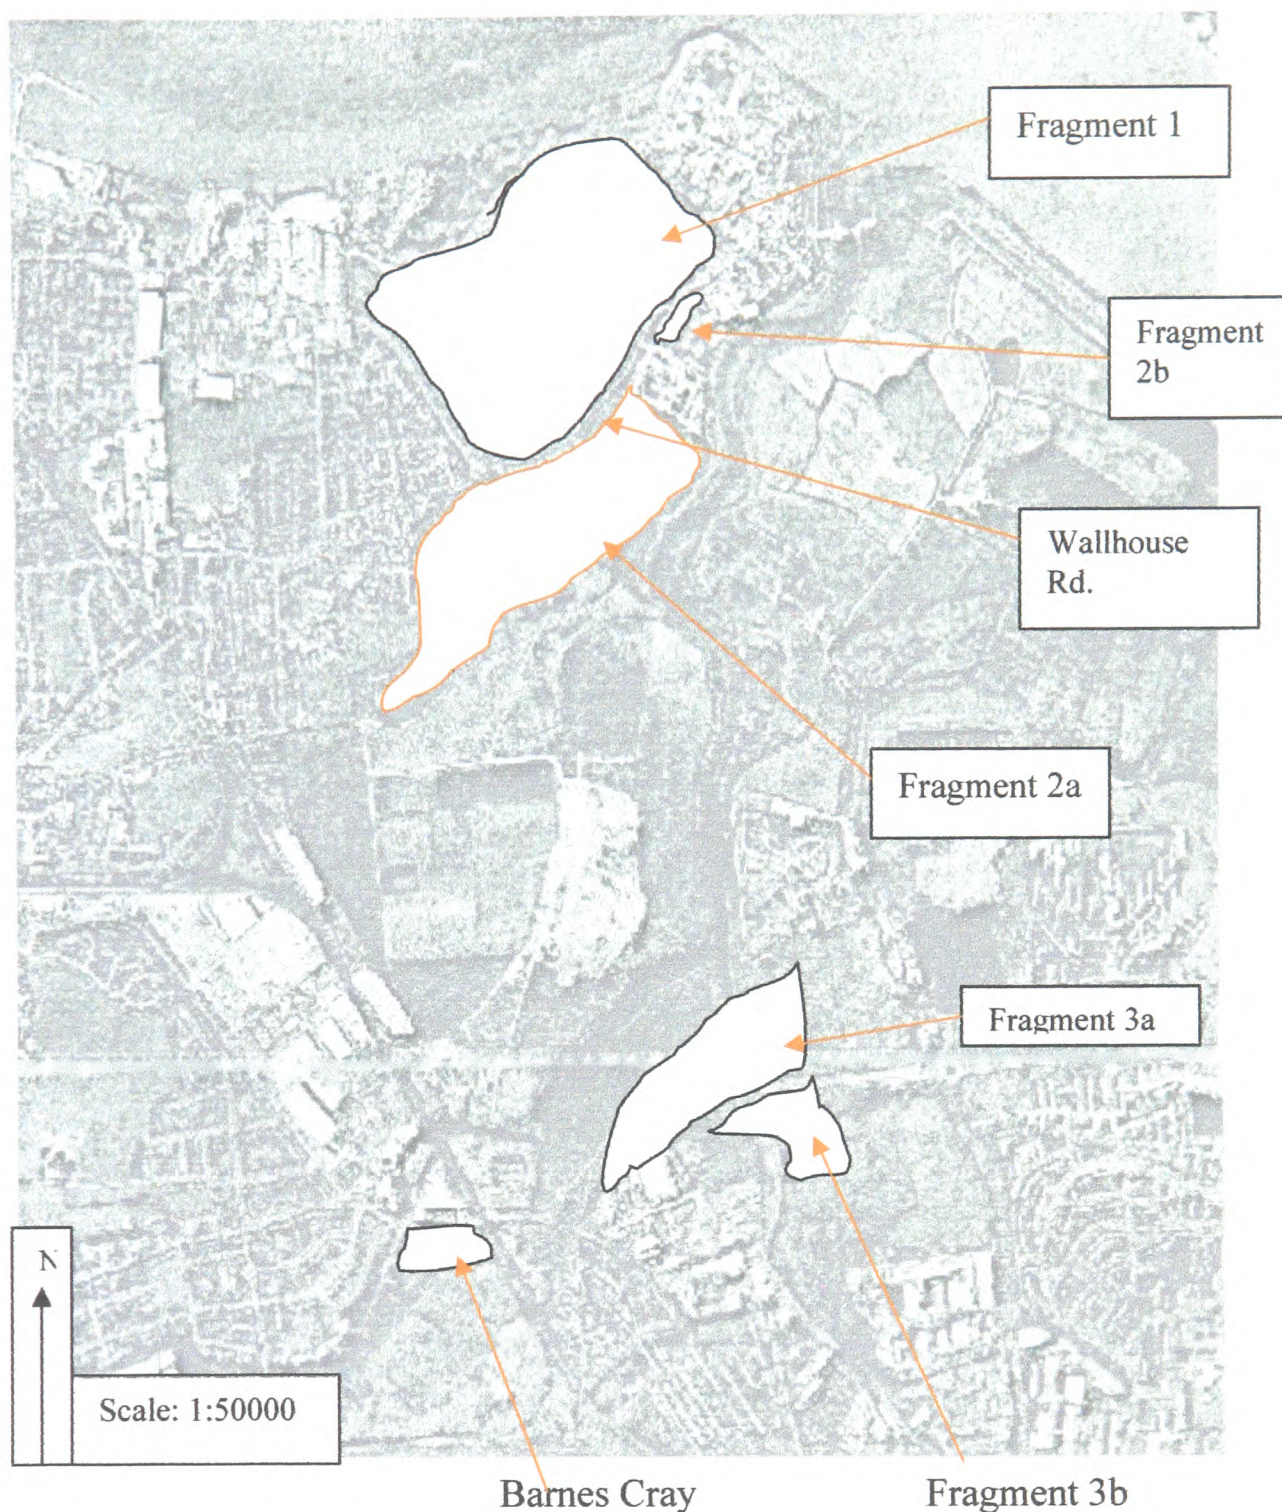 Fragment 1
Fragment
2b
Wallhouse
Rd.
Fragment 2a
Fragment 3a
N
Scale: 1:50000
Barnes Cray
Fragment 3b